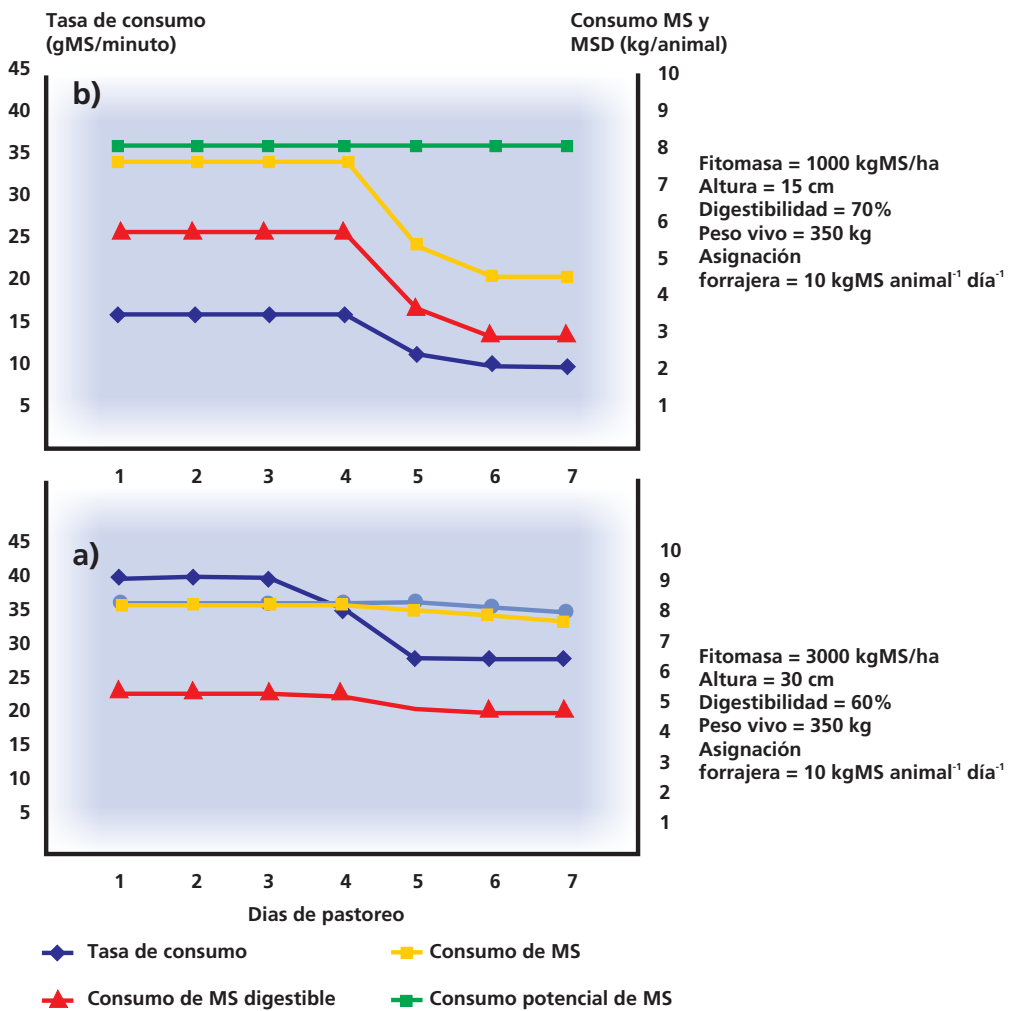 Tasa de consumo
(gMS/minuto)
Consumo MS y
MSD (kg/animal)
b)
45
40
35
30
25
20
15
10
5
10
9
8
7
6
5
4
3
2
1
Fitomasa = 1000 kgMS/ha
Altura = 15 cm
Digestibilidad = 70%
Peso vivo = 350 kg
Asignación
forrajera = 10 kgMS animal⁻¹ día⁻¹
1 2 3 4 5 6 7
a)
45
40
35
30
25
20
15
10
5
10
9
8
7
6
5
4
3
2
1
Fitomasa = 3000 kgMS/ha
Altura = 30 cm
Digestibilidad = 60%
Peso vivo = 350 kg
Asignación
forrajera = 10 kgMS animal⁻¹ día⁻¹
1 2 3 4 5 6 7
Dias de pastoreo
Tasa de consumo
Consumo de MS
Consumo de MS digestible
Consumo potencial de MS